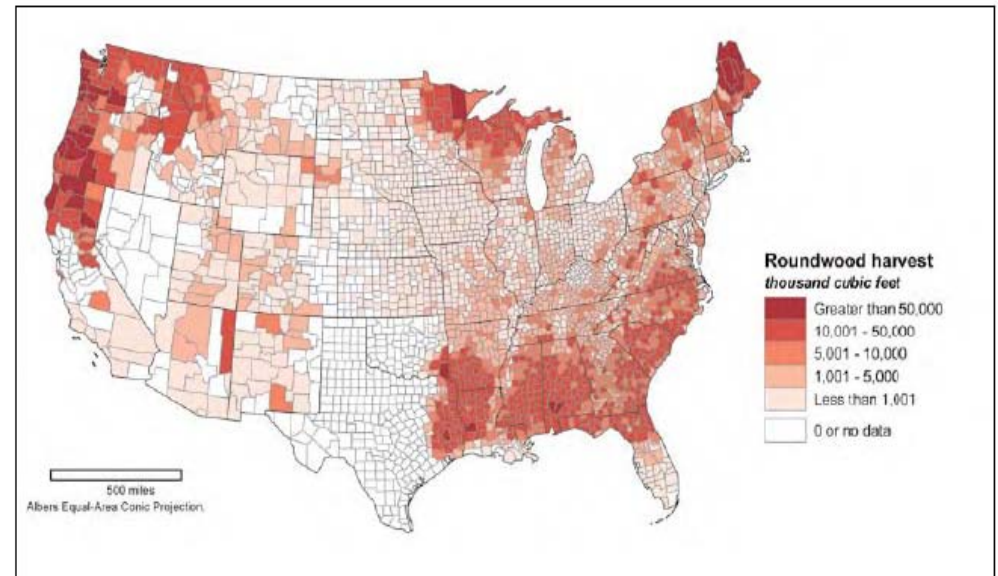 Roundwood harvest
thousand cubic feet
Greater than 50,000
10,001 - 50,000
5,001 - 10,000
1,001 - 5,000
Less than 1,001
0 or no data
500 miles
Albers Equal-Area Conic Projection.